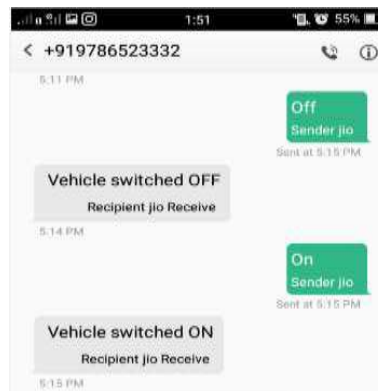 1:51
55%
< +919786523332
5:11 PM
Off
Sender jio
Sent at 5:15 PM
Vehicle switched OFF
Recipient jio Receive
5:14 PM
On
Sender jio
Sent at 5:15 PM
Vehicle switched ON
Recipient jio Receive
5:15 PM